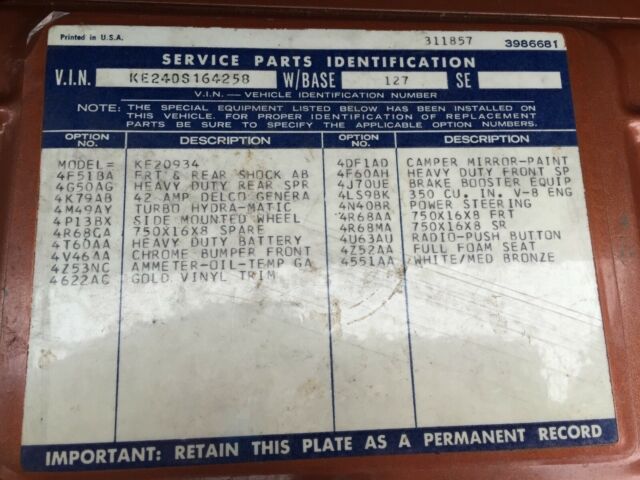 Printed in U.S.A.
311857
3986681
SERVICE PARTS IDENTIFICATION
V.I.N. KE240S164258 W/BASE 127 SE
V.I.N. — VEHICLE IDENTIFICATION NUMBER
NOTE: THE SPECIAL EQUIPMENT LISTED BELOW HAS BEEN INSTALLED ON
THIS VEHICLE. FOR PROPER IDENTIFICATION OF REPLACEMENT
PARTS BE SURE TO SPECIFY THE APPLICABLE OPTION NUMBERS.
OPTION NO. DESCRIPTION
MODEL= KE20934
4F51BA FRT & REAR SHOCK AB
4G50AG HEAVY DUTY REAR SPR
4K79AB 42 AMP DELCO GENERA
4M49AY TURBO HYDRA-MATIC
4P13BX SIDE MOUNTED WHEEL
4R68CA 750X16X8 SPARE
4T60AA HEAVY DUTY BATTERY
4V46AA CHROME BUMPER FRONT
4Z53NC AMMETER-OIL-TEMP GA
4622AC GOLD VINYL TRIM
OPTION NO. DESCRIPTION
4DF1AD CAMPER MIRROR-PAINT
4F60AH HEAVY DUTY FRONT SP
4J70UE BRAKE BOOSTER EQUIP
4LS9BK 350 CU. IN. V-8 ENG
4N40BR POWER STEERING
4R68AA 750X16X8 FRT
4R68MA 750X16X8 SR
4U63AU RADIO-PUSH BUTTON
4Z52AA FULL FOAM SEAT
4551AA WHITE/MED BRONZE
IMPORTANT: RETAIN THIS PLATE AS A PERMANENT RECORD